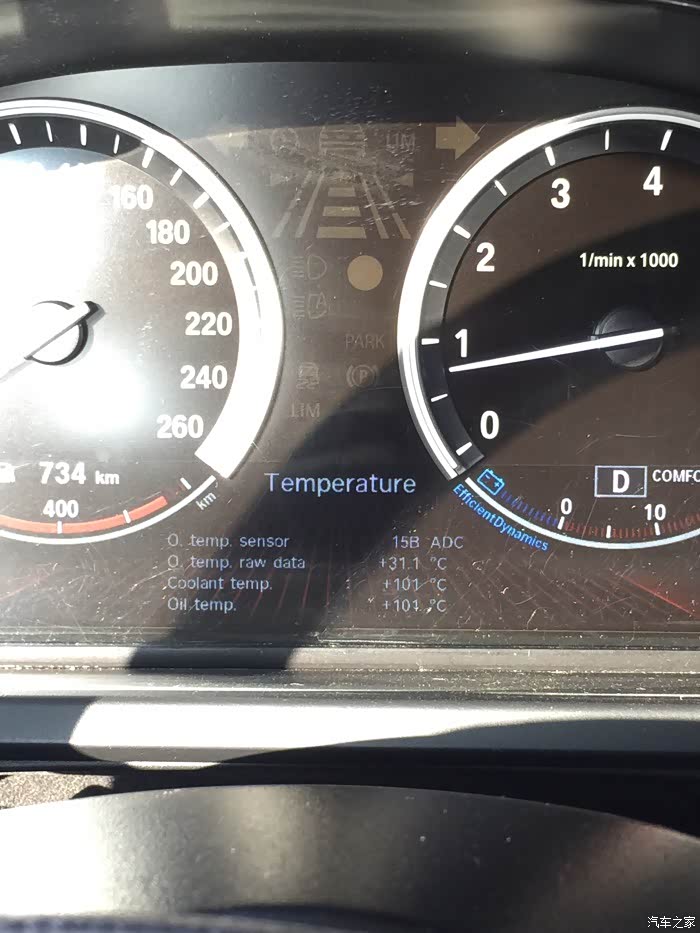 LIM
160
180
200
220
240
260
734 km
400
km
PARK
P
LIM
4
3
2
1/min x 1000
1
0
D COMFO
0 10
EfficientDynamics
Temperature
O. temp. sensor 15B ADC
O. temp. raw data +31.1 °C
Coolant temp. +101 °C
Oil temp. +101 °C
汽车之家